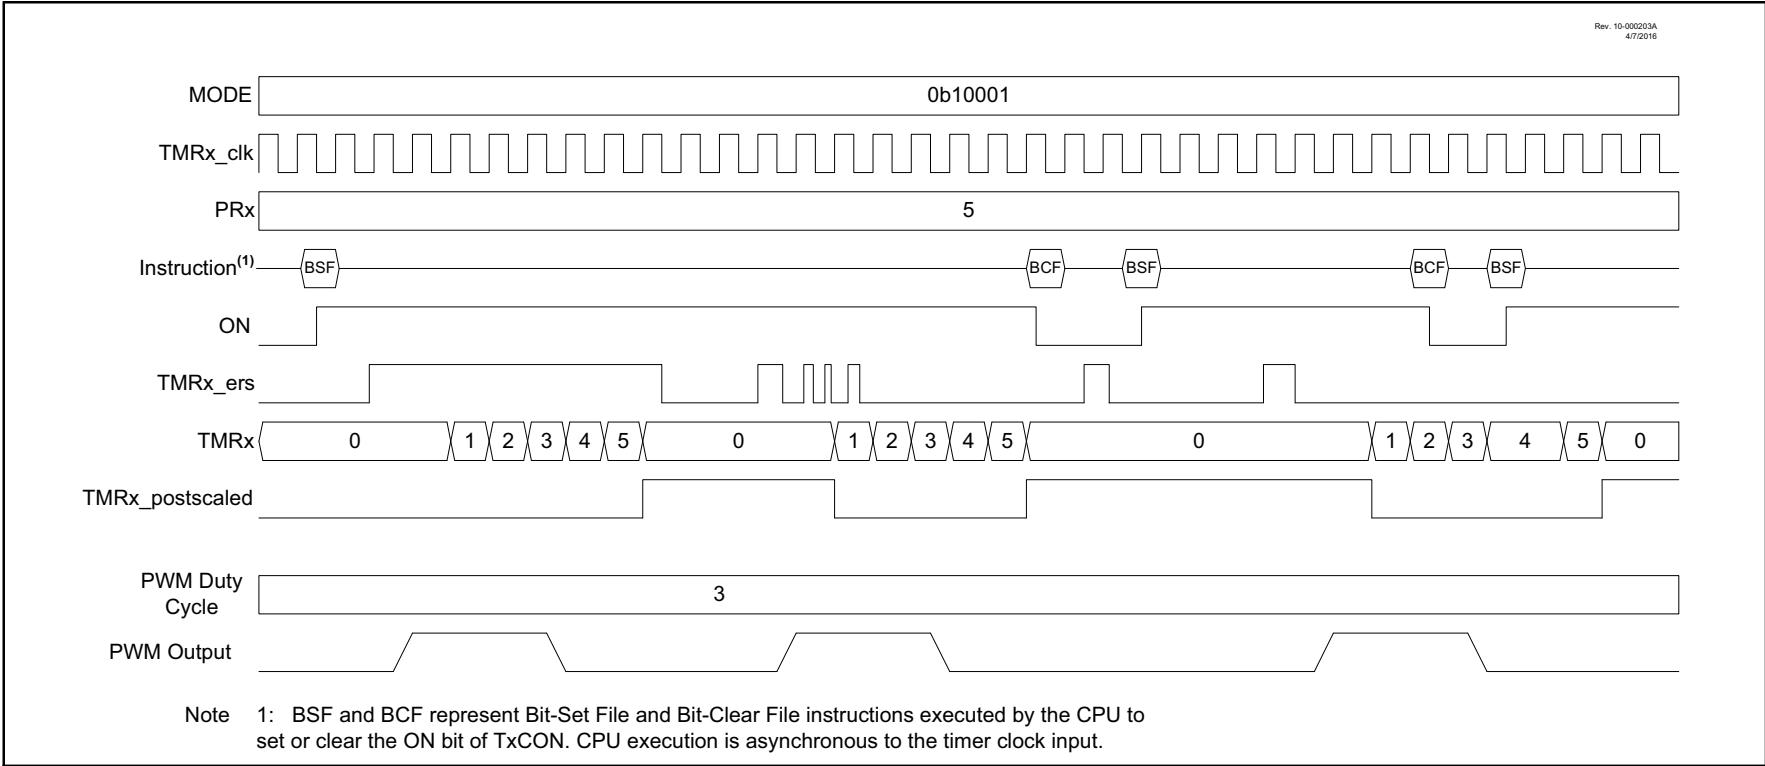 Rev. 10-000203A
4/7/2016
MODE 0b10001
TMRx_clk
PRx 5
Instruction(1) BSF BCF BSF BCF BSF
ON
TMRx_ers
TMRx 0 1 2 3 4 5 0 1 2 3 4 5 0 1 2 3 4 5 0
TMRx_postscaled
PWM Duty
Cycle 3
PWM Output
Note 1: BSF and BCF represent Bit-Set File and Bit-Clear File instructions executed by the CPU to
set or clear the ON bit of TxCON. CPU execution is asynchronous to the timer clock input.